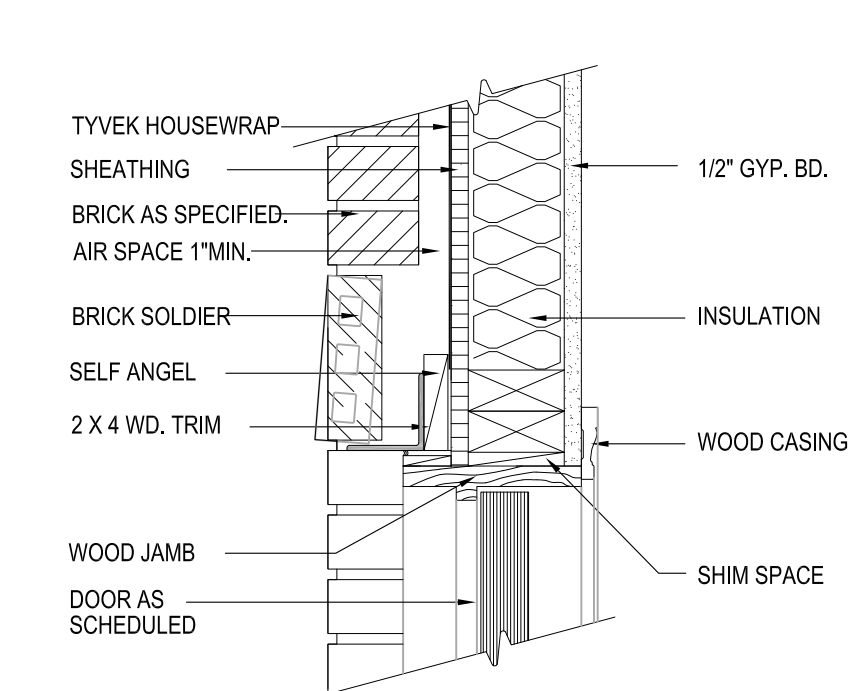 TYVEK HOUSEWRAP
SHEATHING
BRICK AS SPECIFIED.
AIR SPACE 1"MIN.
BRICK SOLDIER
SELF ANGEL
2 X 4 WD. TRIM
WOOD JAMB
DOOR AS
SCHEDULED
1/2" GYP. BD.
INSULATION
WOOD CASING
SHIM SPACE